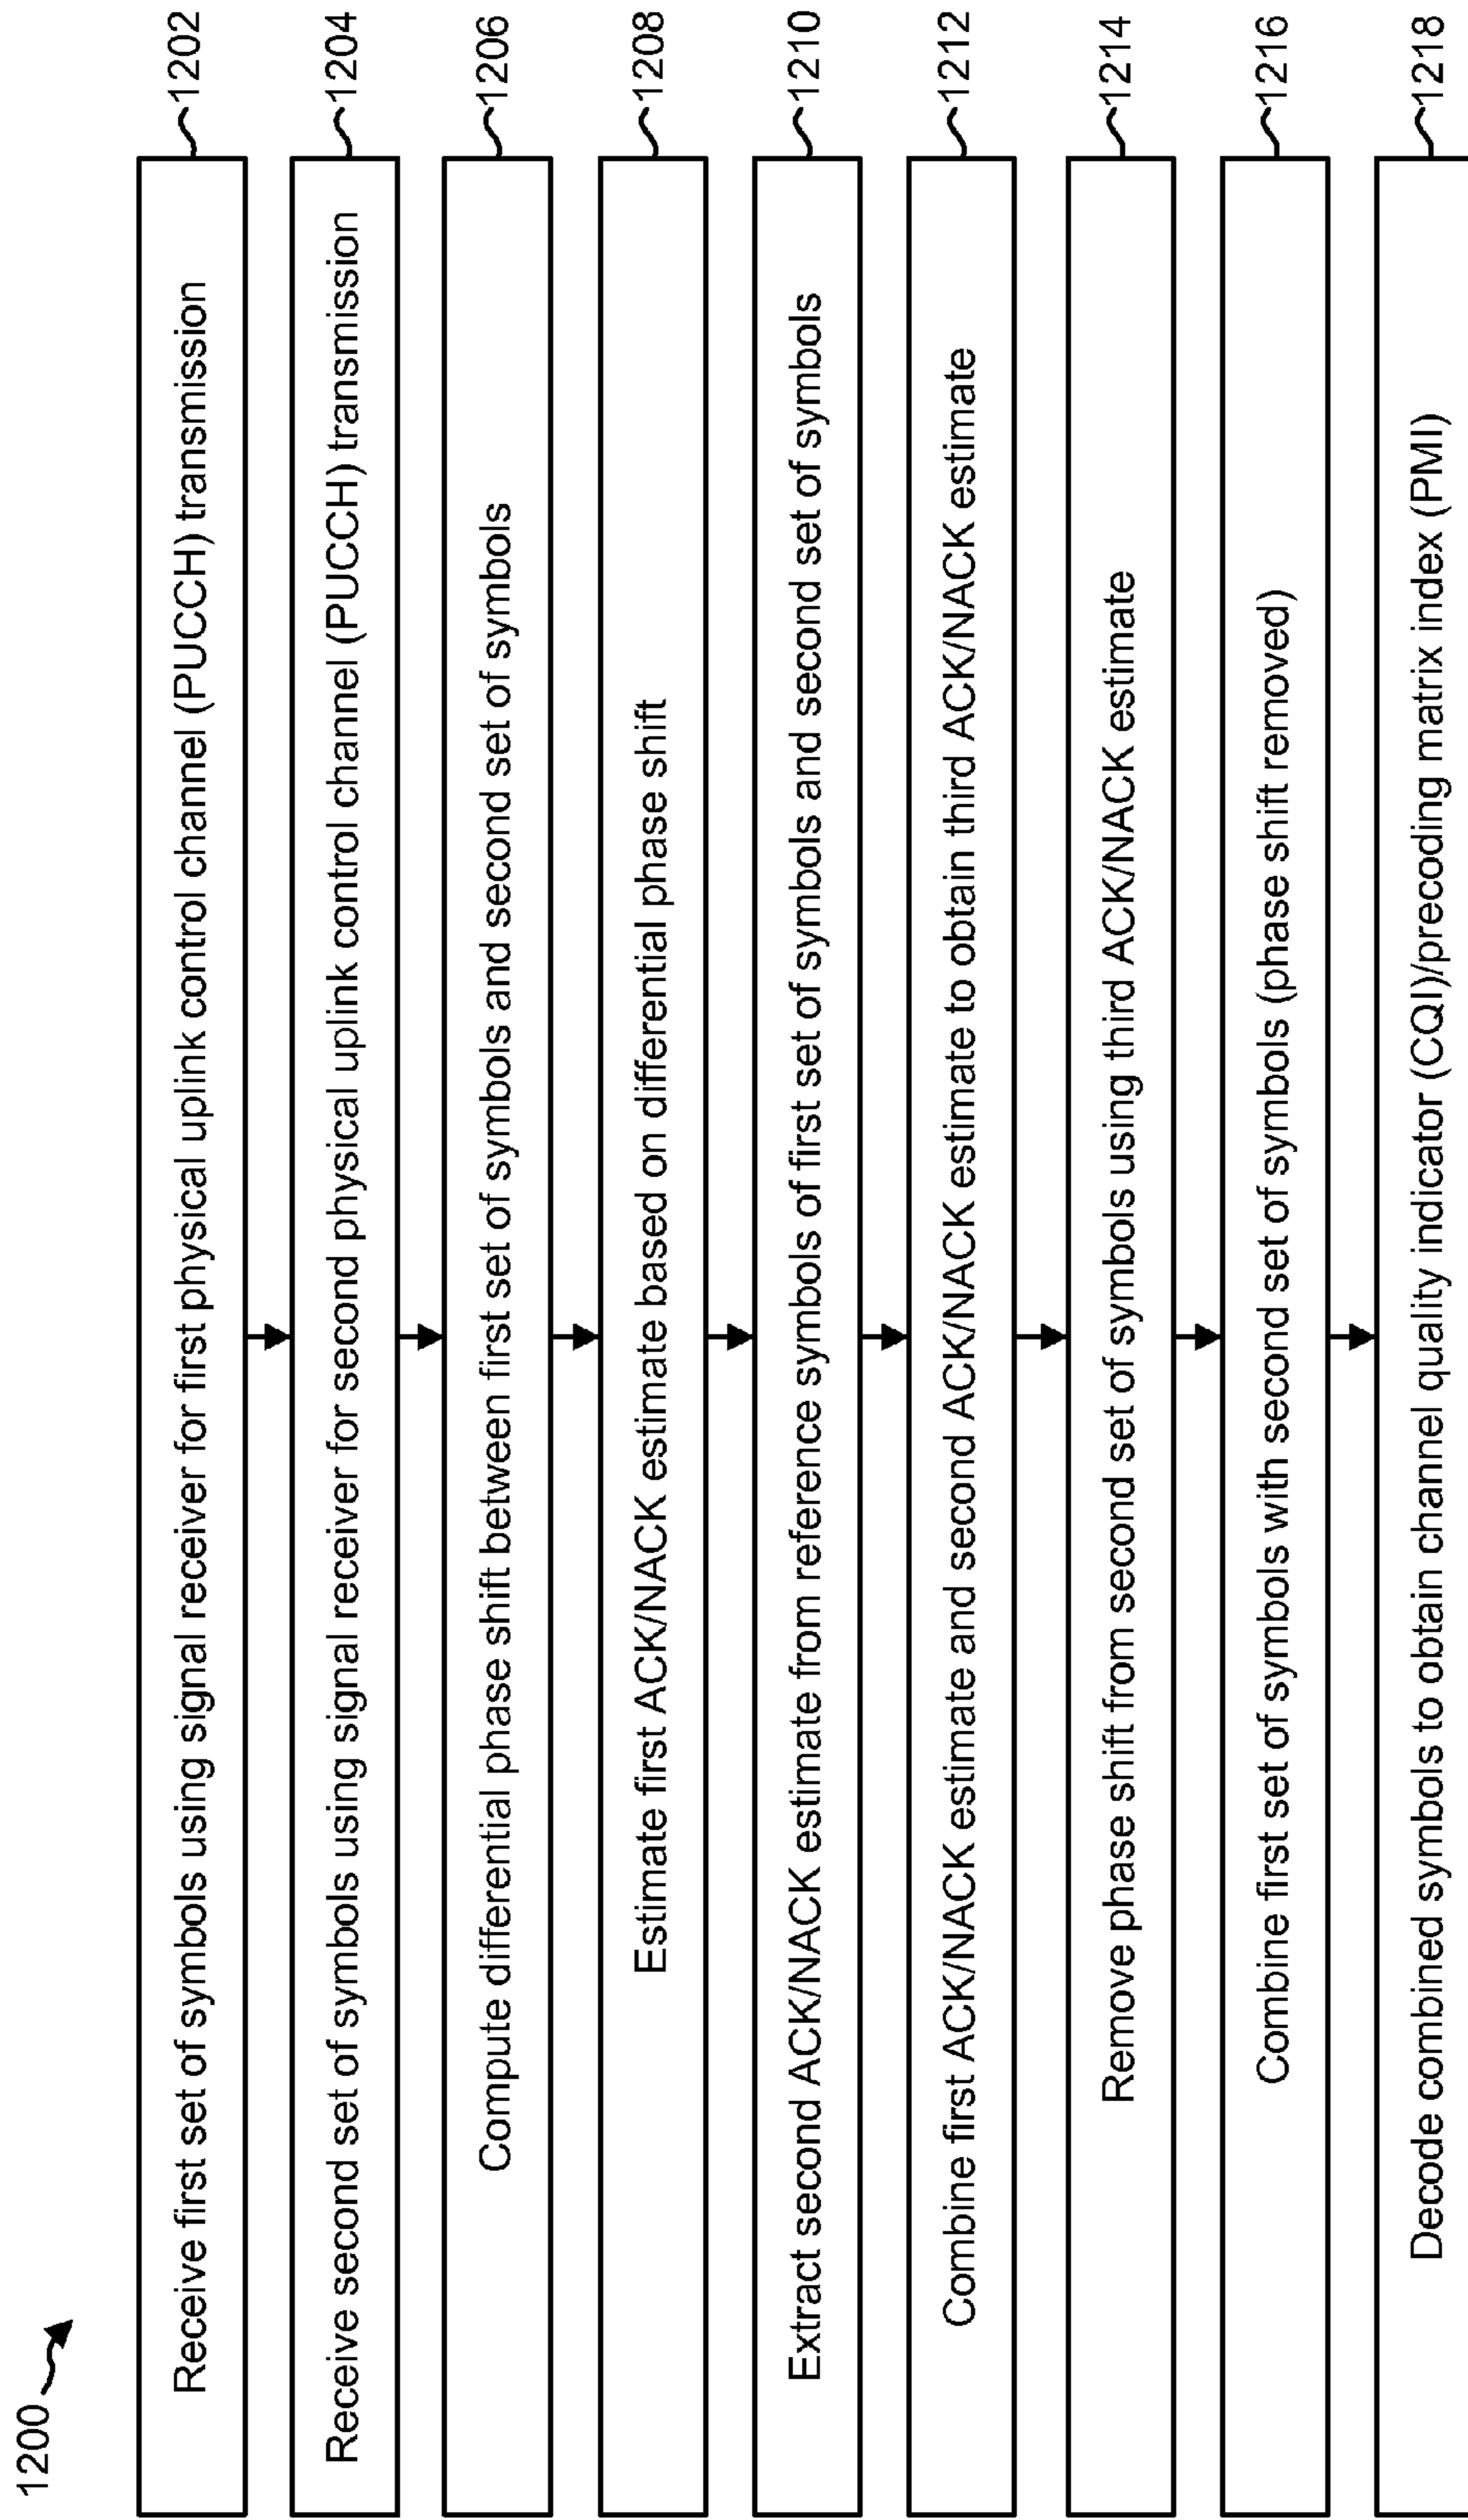 1200
Receive first set of symbols using signal receiver for first physical uplink control channel (PUCCH) transmission
1202
Receive second set of symbols using signal receiver for second physical uplink control channel (PUCCH) transmission
1204
Compute differential phase shift between first set of symbols and second set of symbols
1206
Estimate first ACK/NACK estimate based on differential phase shift
1208
Extract second ACK/NACK estimate from reference symbols of first set of symbols and second set of symbols
1210
Combine first ACK/NACK estimate and second ACK/NACK estimate to obtain third ACK/NACK estimate
1212
Remove phase shift from second set of symbols using third ACK/NACK estimate
1214
Combine first set of symbols with second set of symbols (phase shift removed)
1216
Decode combined symbols to obtain channel quality indicator (CQI)/precoding matrix index (PMI)
1218